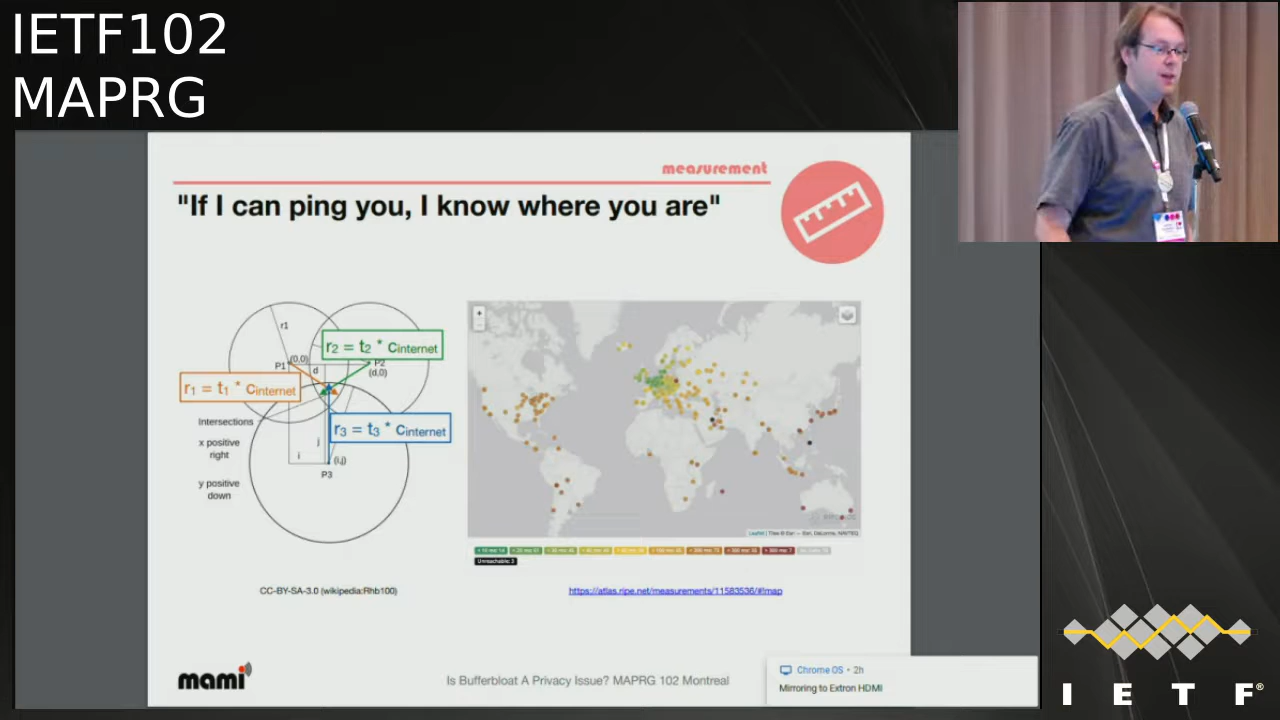 IETF102
MAPRG
measurement
"If I can ping you, I know where you are"
r1
r2 = t2 * cinternet
P1
(0,0)
P2
d
(d,0)
r1 = t1 * cinternet
Intersections
r3 = t3 * cinternet
x positive
right
j
i
(i,j)
P3
y positive
down
+
Unreachable: 3
CC-BY-SA-3.0 (wikipedia:Rhb100)
https://atlas.ripe.net/measurements/11583536/#!map
mami
Is Bufferbloat A Privacy Issue? MAPRG 102 Montreal
Chrome OS • 2h
Mirroring to Extron HDMI
I E T F®